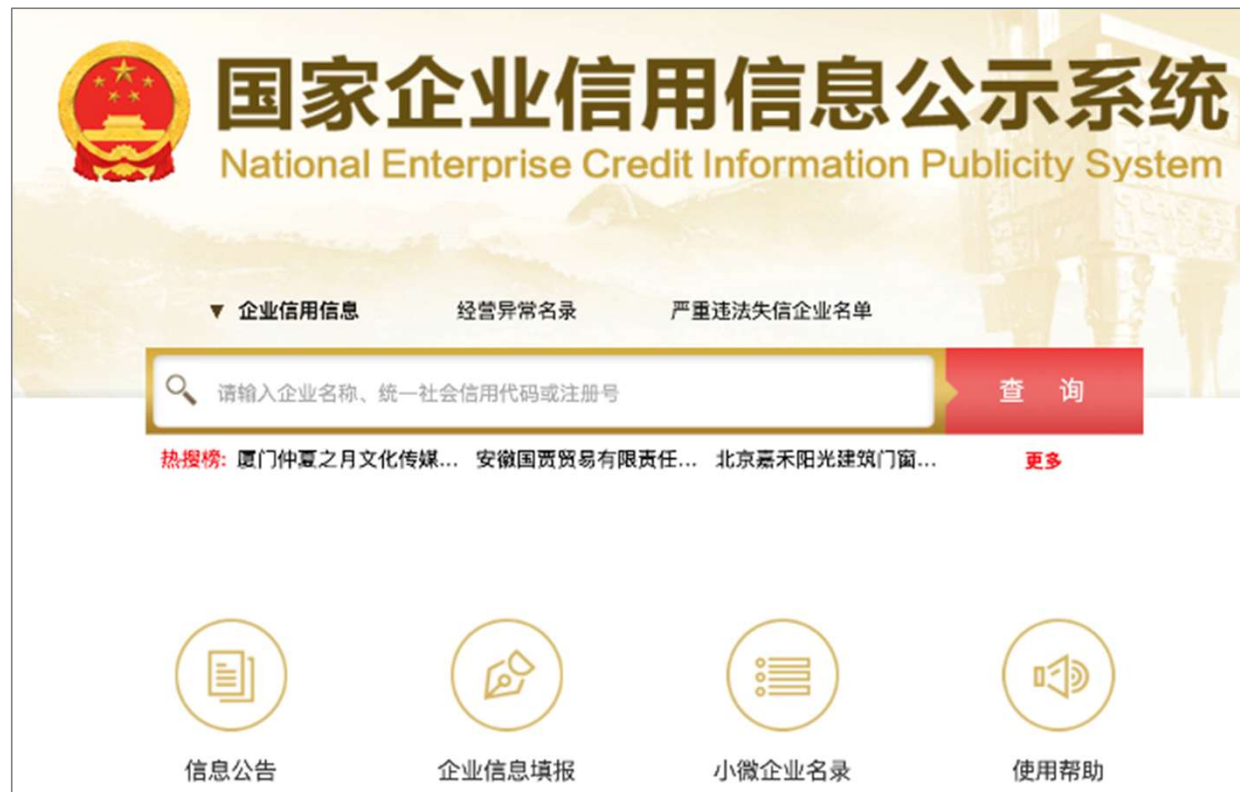 国家企业信用信息公示系统
National Enterprise Credit Information Publicity System
▼ 企业信用信息 经营异常名录 严重违法失信企业名单
请输入企业名称、统一社会信用代码或注册号 查 询
热搜榜: 厦门仲夏之月文化传媒... 安徽国贾贸易有限责任... 北京嘉禾阳光建筑门窗... 更多
信息公告 企业信息填报 小微企业名录 使用帮助